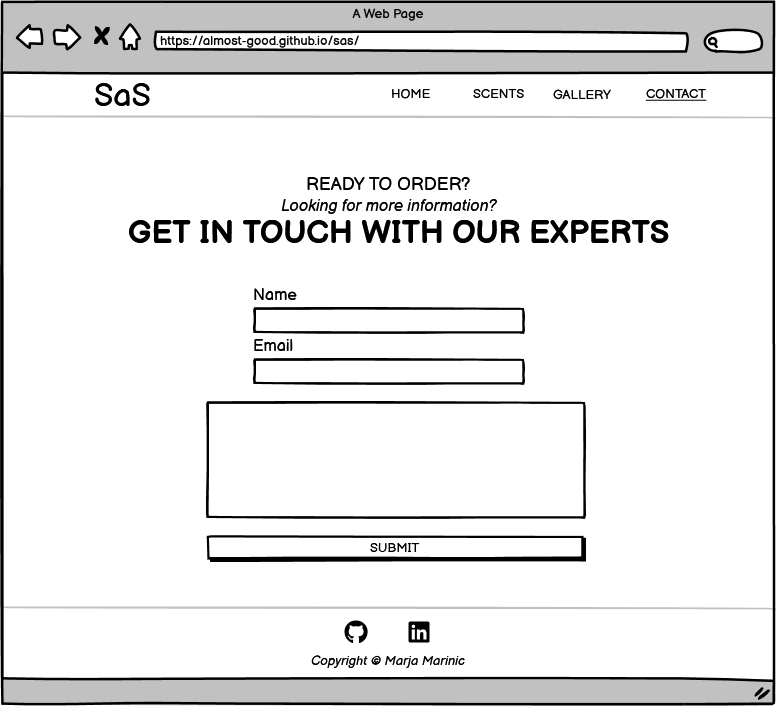 A Web Page
https://almost-good.github.io/sas/
SaS
HOME SCENTS GALLERY CONTACT
READY TO ORDER?
Looking for more information?
GET IN TOUCH WITH OUR EXPERTS
Name
Email
SUBMIT
in
Copyright © Marja Marinic